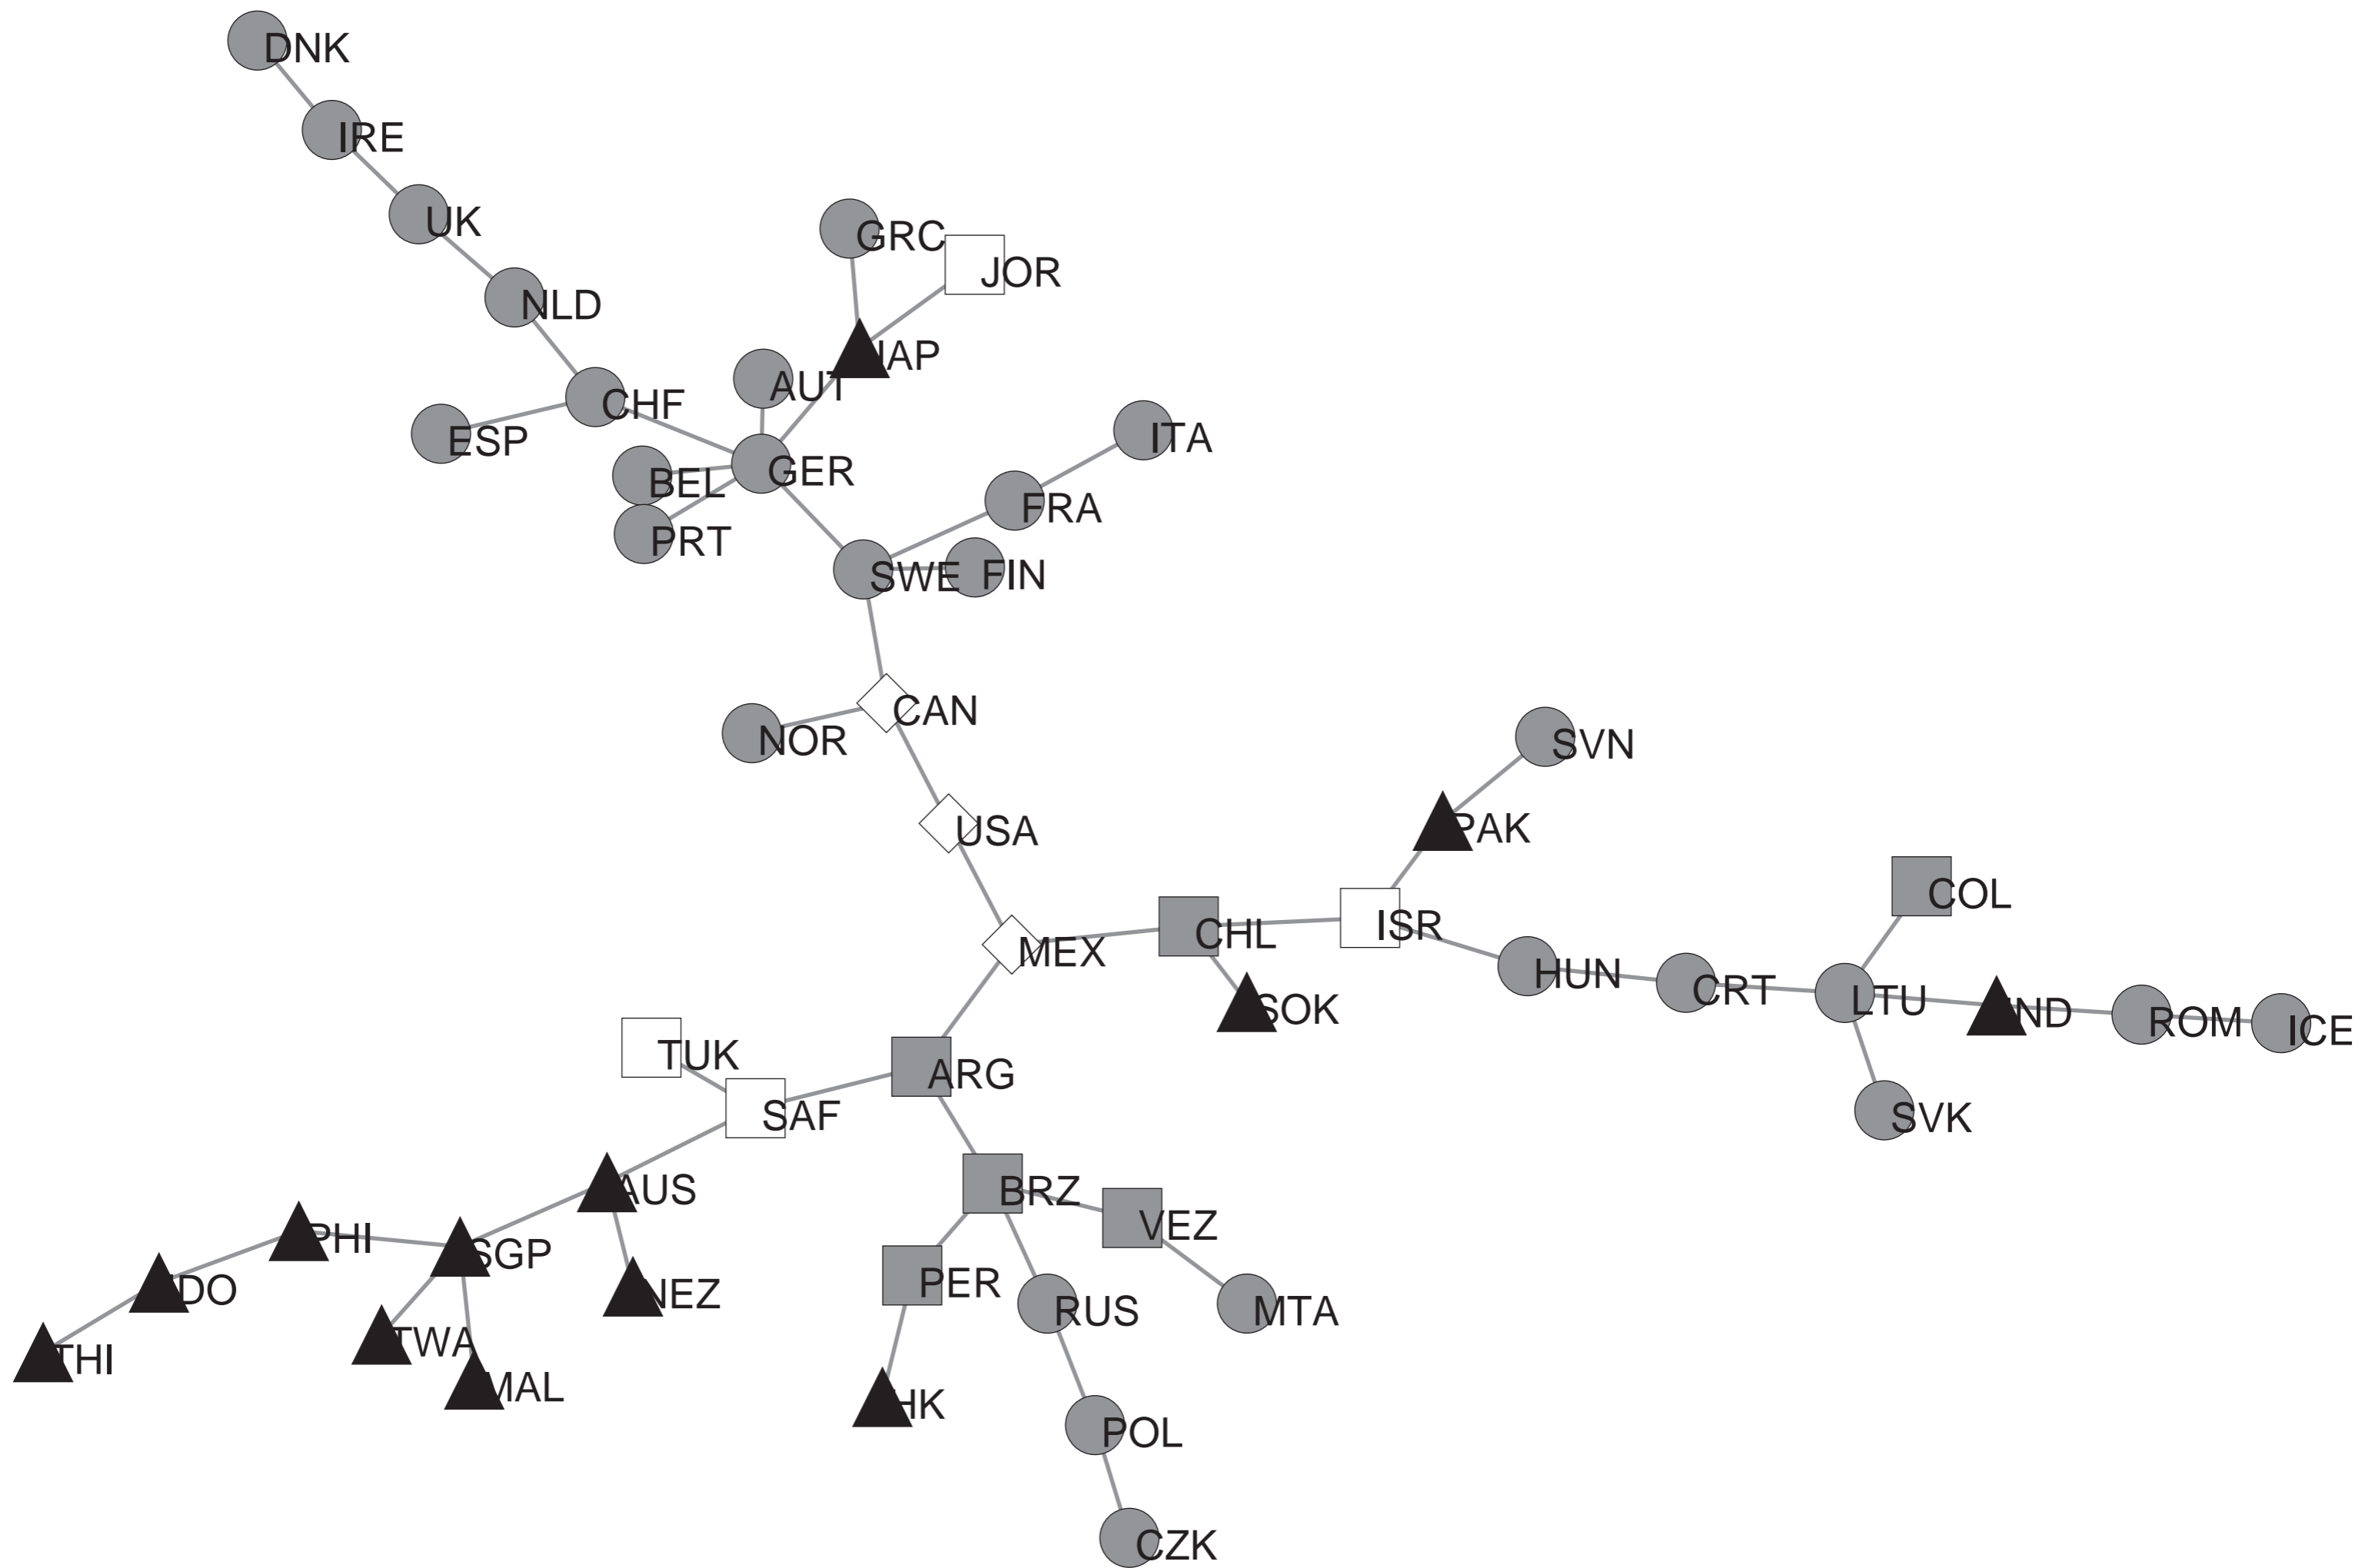 DNK
IRE
UK
GRC
JOR
NLD
JAP
AUT
CHF
ESP
ITA
GER
BEL
FRA
PRT
SWE
FIN
CAN
NOR
SVN
USA
PAK
COL
ISR
CHL
MEX
HUN
CRT
LTU
SOK
IND
ROM
ICE
TUK
ARG
SAF
SVK
AUS
BRZ
VEZ
PHI
SGP
IDO
NEZ
PER
RUS
MTA
TWA
THI
MAL
HK
POL
CZK